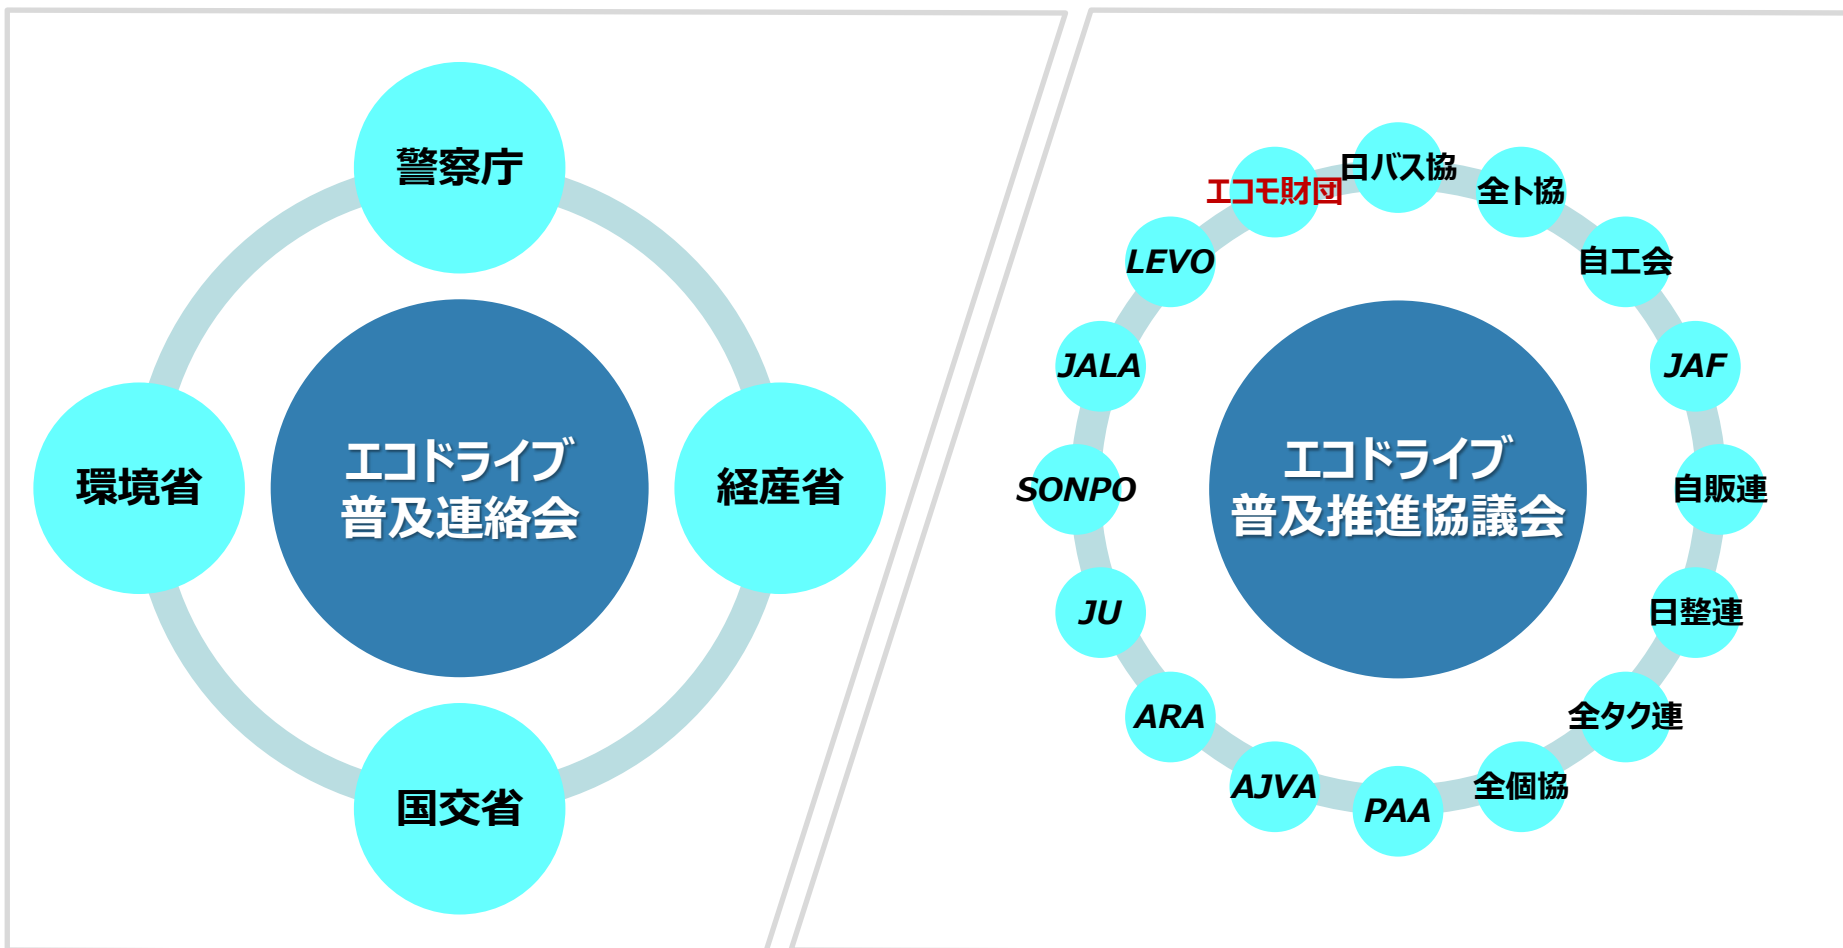 警察庁
環境省
エコドライブ
普及連絡会
経産省
国交省
日バス協
エコモ財団
全ト協
LEVO
自工会
JALA
JAF
SONPO
エコドライブ
普及推進協議会
自販連
JU
日整連
ARA
全タク連
AJVA
PAA
全個協